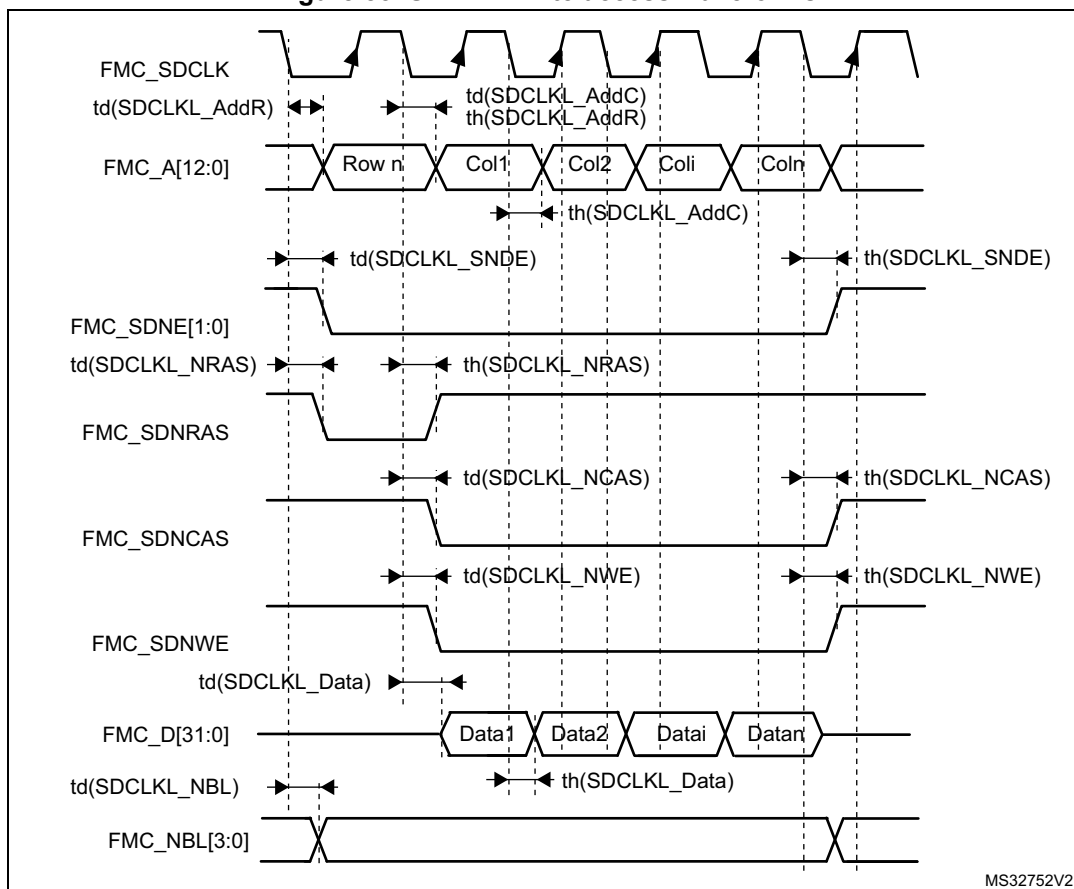 FMC_SDCLK
td(SDCLKL_AddR)
td(SDCLKL_AddC)
th(SDCLKL_AddR)
FMC_A[12:0]
Row n
Col1
Col2
Coli
Coln
th(SDCLKL_AddC)
td(SDCLKL_SNDE)
th(SDCLKL_SNDE)
FMC_SDNE[1:0]
td(SDCLKL_NRAS)
th(SDCLKL_NRAS)
FMC_SDNRAS
td(SDCLKL_NCAS)
th(SDCLKL_NCAS)
FMC_SDNCAS
td(SDCLKL_NWE)
th(SDCLKL_NWE)
FMC_SDNWE
td(SDCLKL_Data)
FMC_D[31:0]
Data1
Data2
Datai
Datan
td(SDCLKL_NBL)
th(SDCLKL_Data)
FMC_NBL[3:0]
MS32752V2